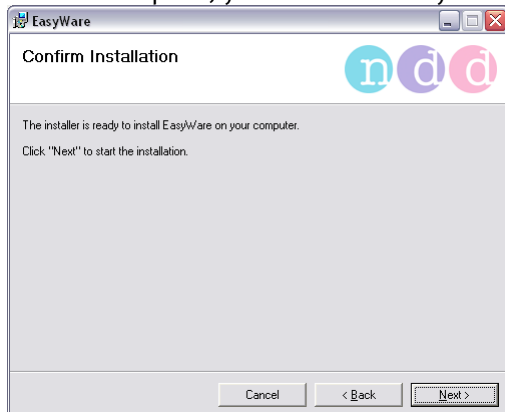 EasyWare
Confirm Installation
ndd
The installer is ready to install EasyWare on your computer.
Click "Next" to start the installation.
Cancel
< Back
Next >